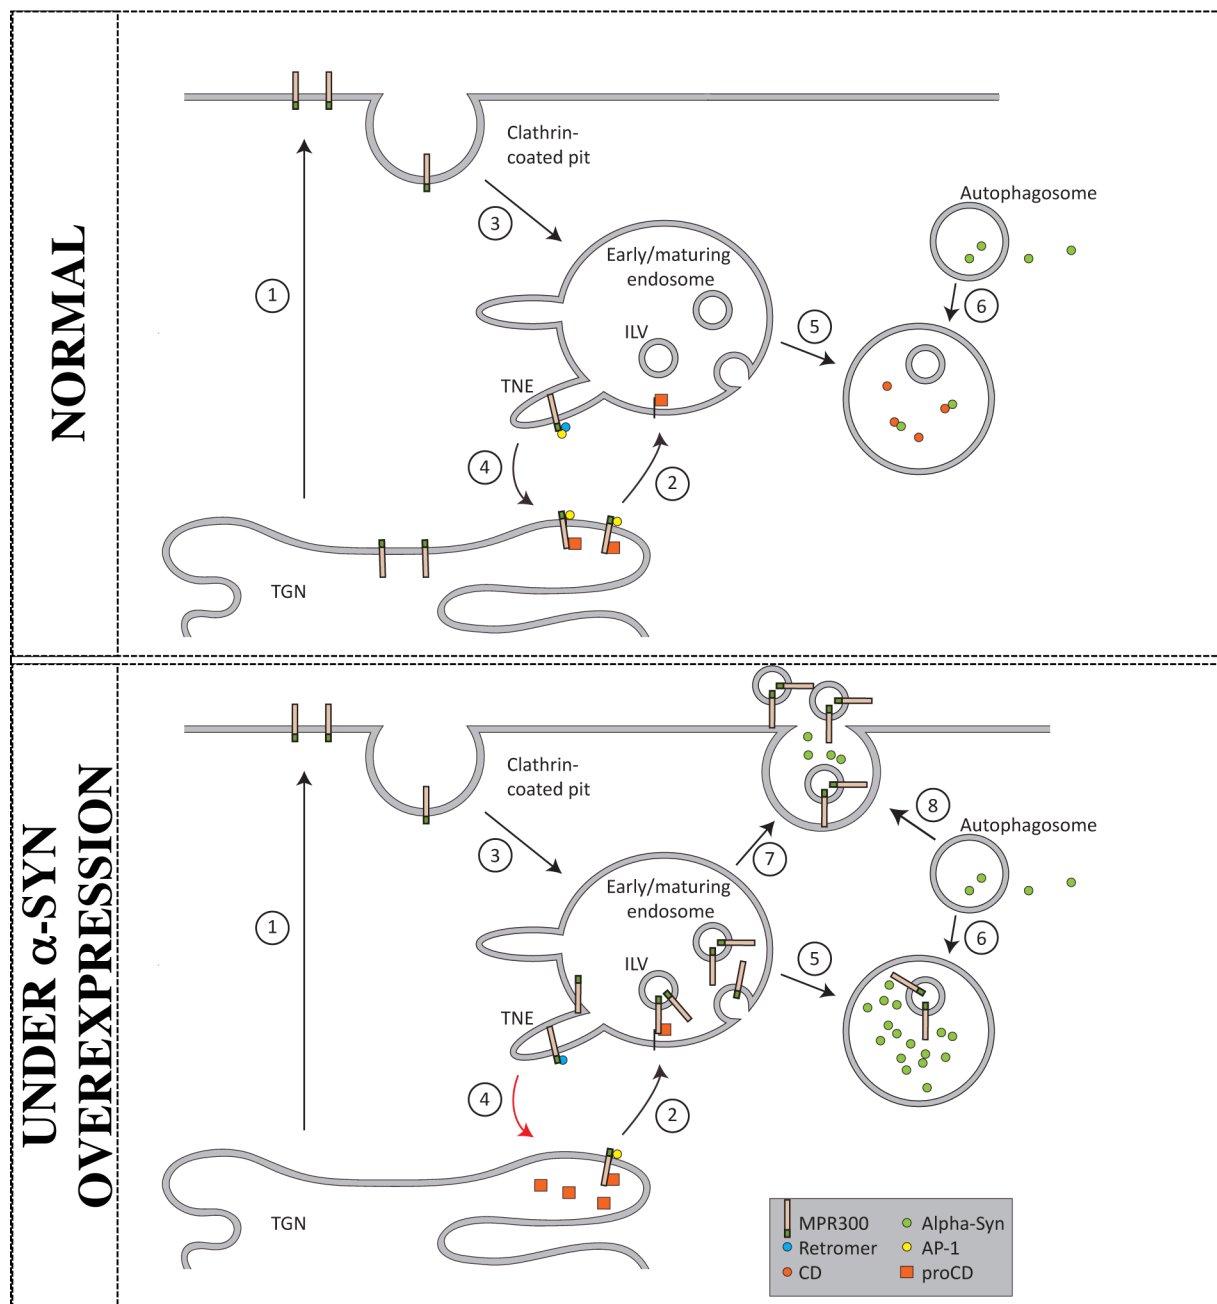 NORMAL
Clathrin-
coated pit
Autophagosome
3
1
Early/maturing
endosome
5
6
ILV
TNE
4
2
TGN
UNDER α-SYN
OVEREXPRESSION
Clathrin-
coated pit
8
Autophagosome
3
7
1
Early/maturing
endosome
5
6
ILV
TNE
4
2
TGN
MPR300
Alpha-Syn
Retromer
AP-1
CD
proCD